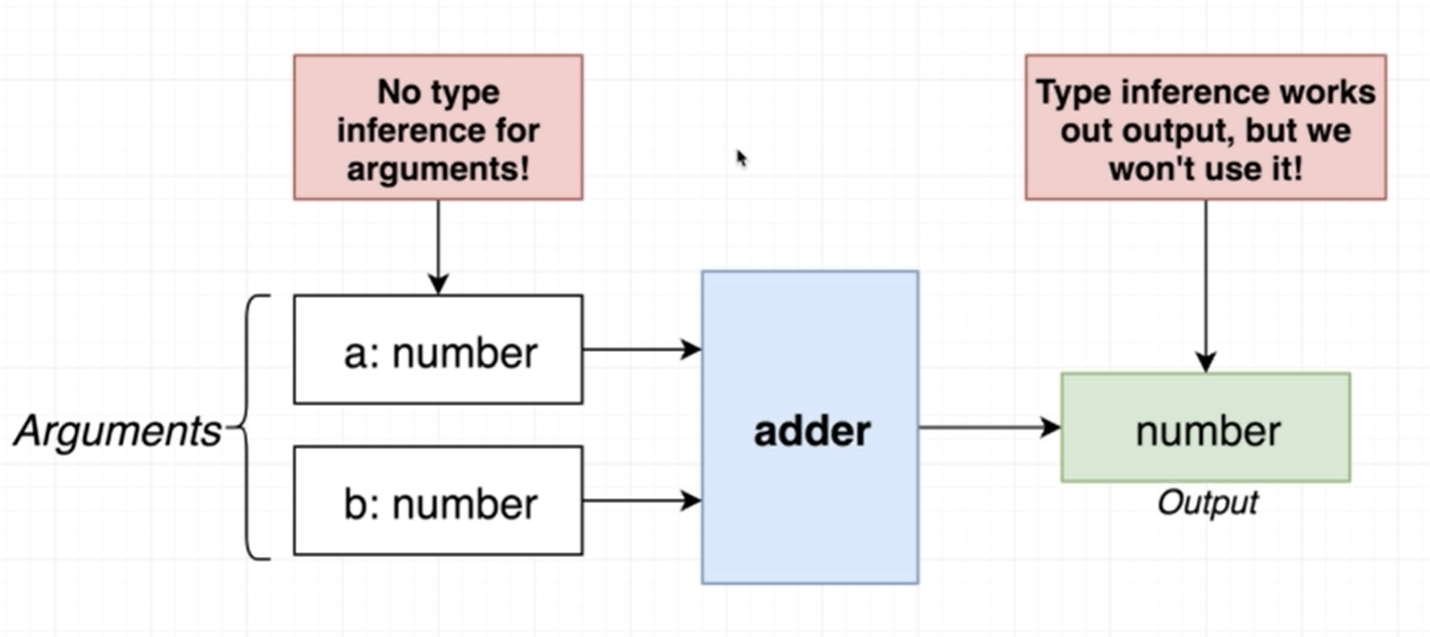 No type
inference for
arguments!
Type inference works
out output, but we
won't use it!
Arguments
a: number
b: number
adder
number
Output